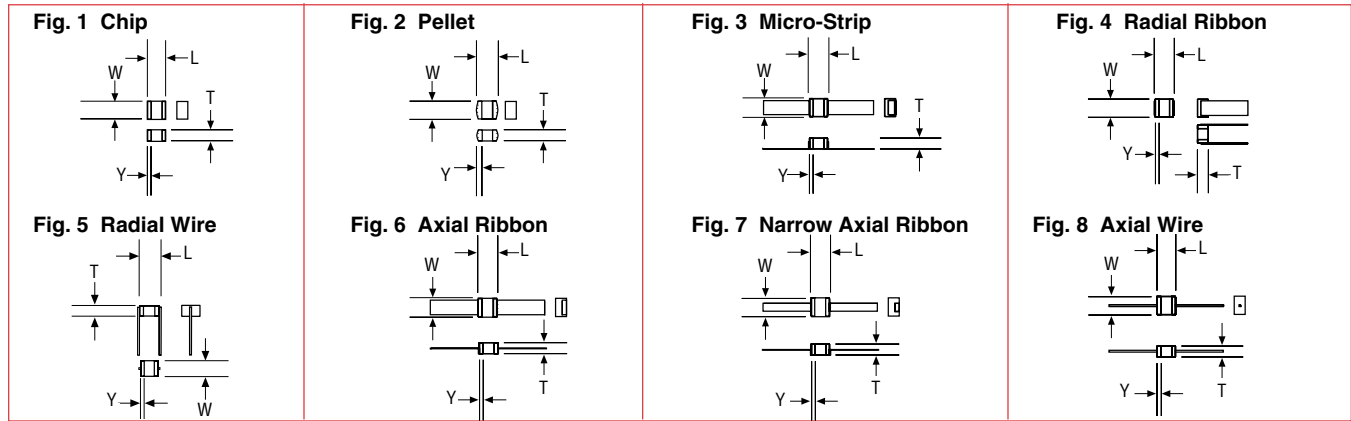 Fig. 1 Chip
W
L
T
Y
Fig. 2 Pellet
W
L
T
Y
Fig. 3 Micro-Strip
W
L
T
Y
Fig. 4 Radial Ribbon
W
L
Y
T
Fig. 5 Radial Wire
L
T
Y
W
Fig. 6 Axial Ribbon
W
L
Y
T
Fig. 7 Narrow Axial Ribbon
W
L
Y
T
Fig. 8 Axial Wire
W
L
Y
T